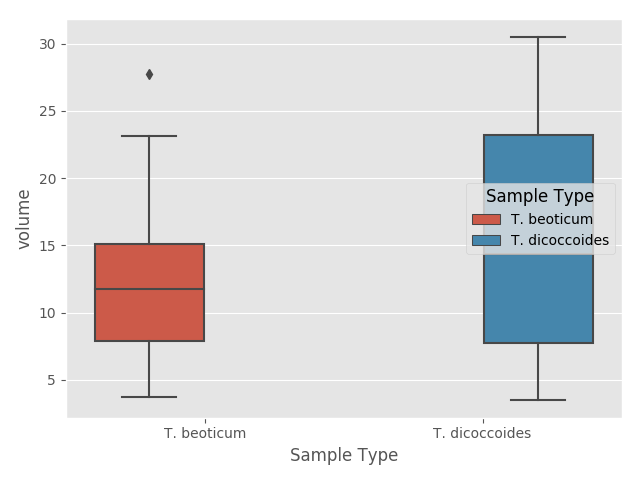 30
25
20
15
10
5
volume
Sample Type
T. beoticum
T. dicoccoides
T. beoticum
T. dicoccoides
Sample Type